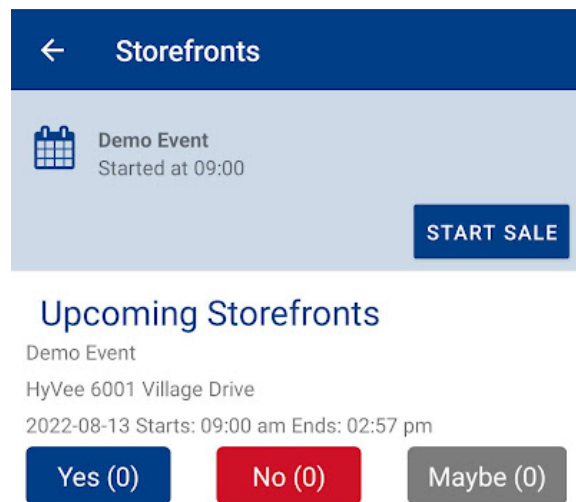 Storefronts
Demo Event
Started at 09:00
START SALE
Upcoming Storefronts
Demo Event
HyVee 6001 Village Drive
2022-08-13 Starts: 09:00 am Ends: 02:57 pm
Yes (0) No (0) Maybe (0)